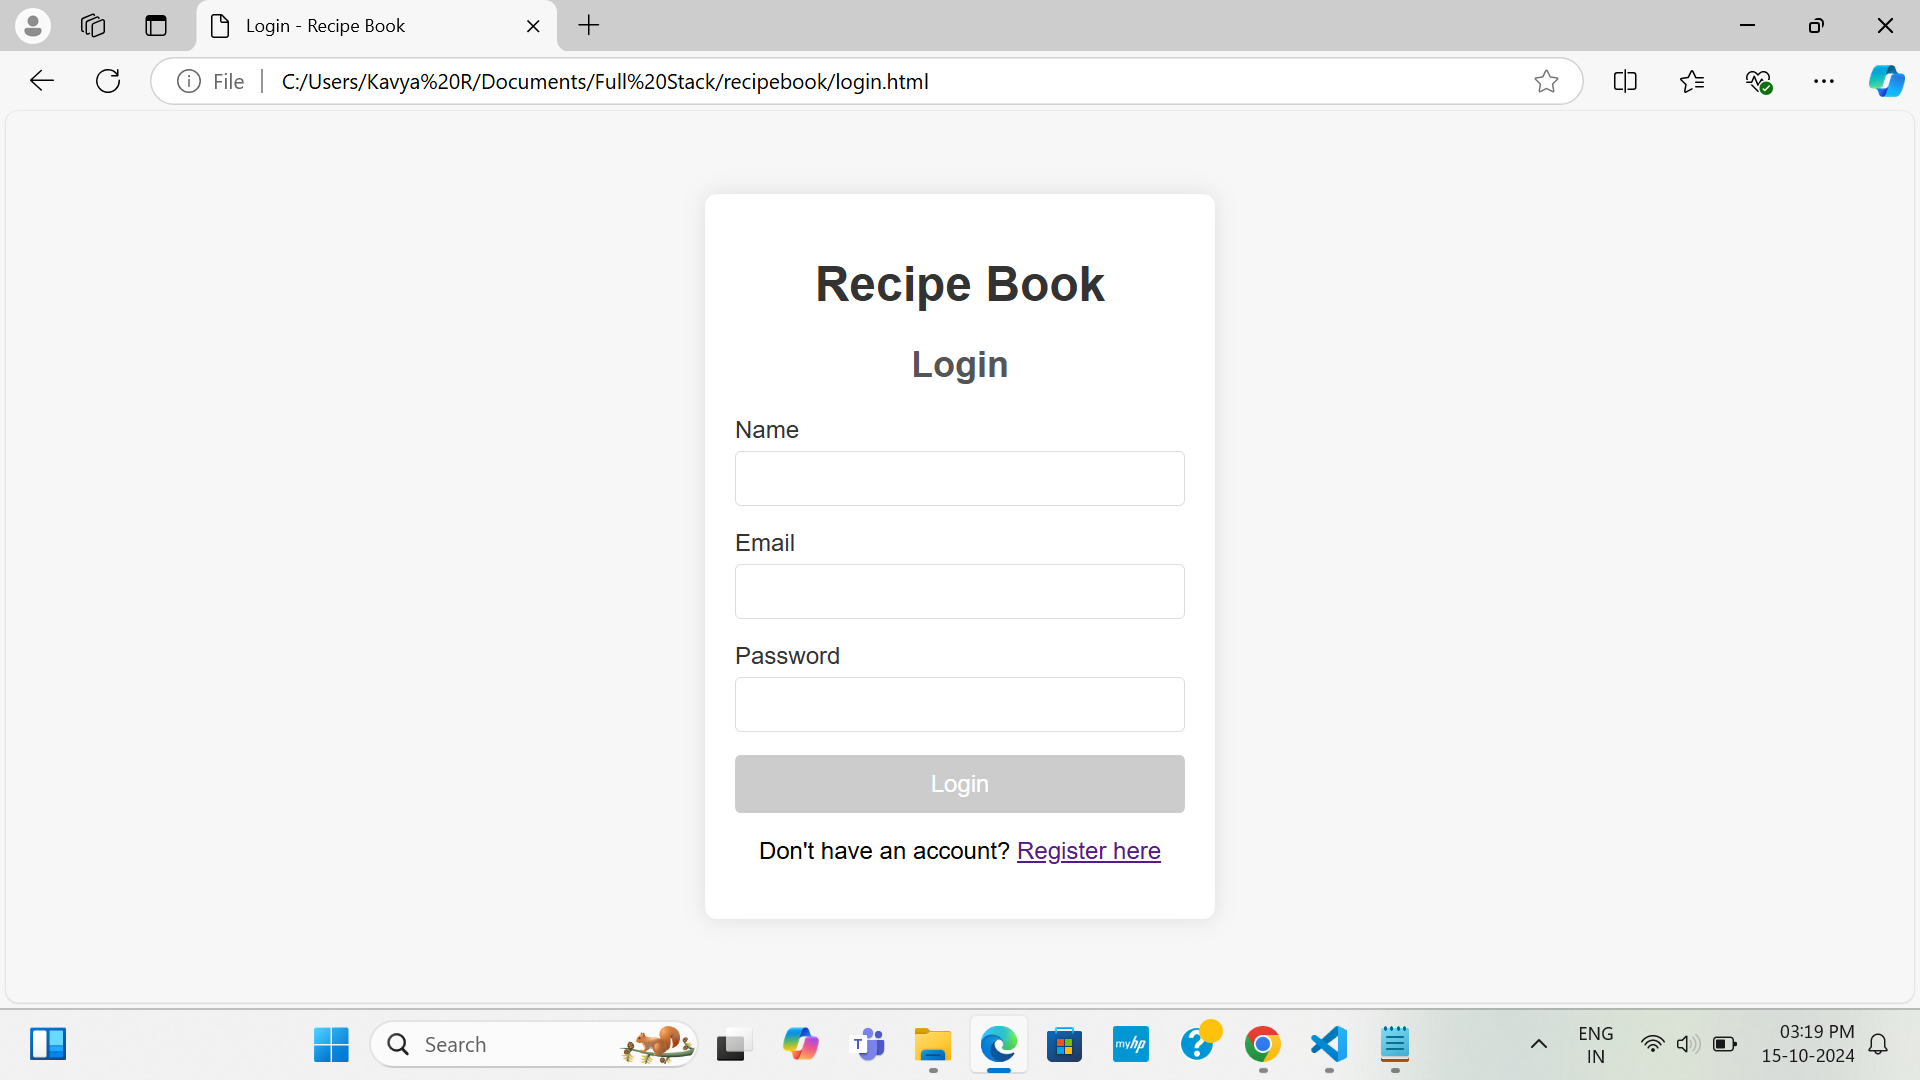 Login - Recipe Book
File
C:/Users/Kavya%20R/Documents/Full%20Stack/recipebook/login.html
Recipe Book
Login
Name
Email
Password
Login
Don't have an account? Register here
Search
T
myhp
?
ENG
IN
03:19 PM
15-10-2024